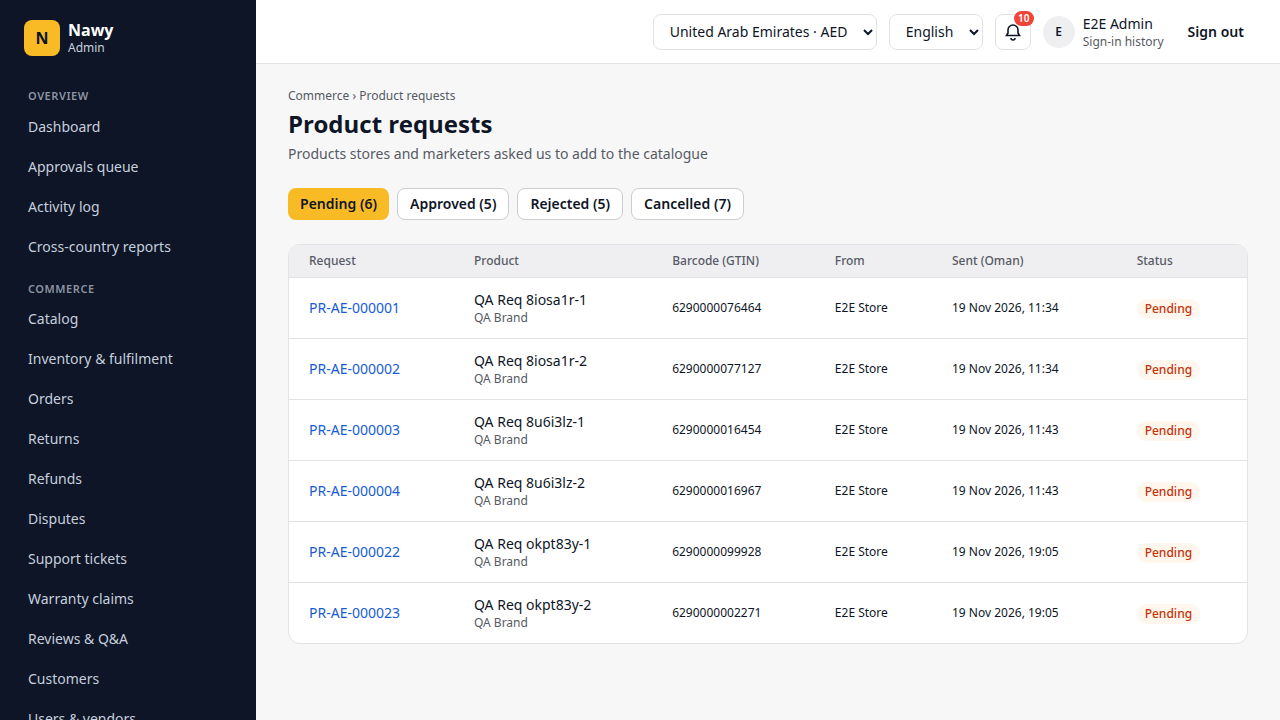 N
Nawy
Admin
OVERVIEW
Dashboard
Approvals queue
Activity log
Cross-country reports
COMMERCE
Catalog
Inventory & fulfilment
Orders
Returns
Refunds
Disputes
Support tickets
Warranty claims
Reviews & Q&A
Customers
Users & vendors
United Arab Emirates · AED
English
10
E
E2E Admin
Sign-in history
Sign out
Commerce › Product requests
Product requests
Products stores and marketers asked us to add to the catalogue
Pending (6) Approved (5) Rejected (5) Cancelled (7)
Request Product Barcode (GTIN) From Sent (Oman) Status
PR-AE-000001 QA Req 8iosa1r-1 6290000076464 E2E Store 19 Nov 2026, 11:34 Pending
QA Brand
PR-AE-000002 QA Req 8iosa1r-2 6290000077127 E2E Store 19 Nov 2026, 11:34 Pending
QA Brand
PR-AE-000003 QA Req 8u6i3lz-1 6290000016454 E2E Store 19 Nov 2026, 11:43 Pending
QA Brand
PR-AE-000004 QA Req 8u6i3lz-2 6290000016967 E2E Store 19 Nov 2026, 11:43 Pending
QA Brand
PR-AE-000022 QA Req okpt83y-1 6290000099928 E2E Store 19 Nov 2026, 19:05 Pending
QA Brand
PR-AE-000023 QA Req okpt83y-2 6290000002271 E2E Store 19 Nov 2026, 19:05 Pending
QA Brand